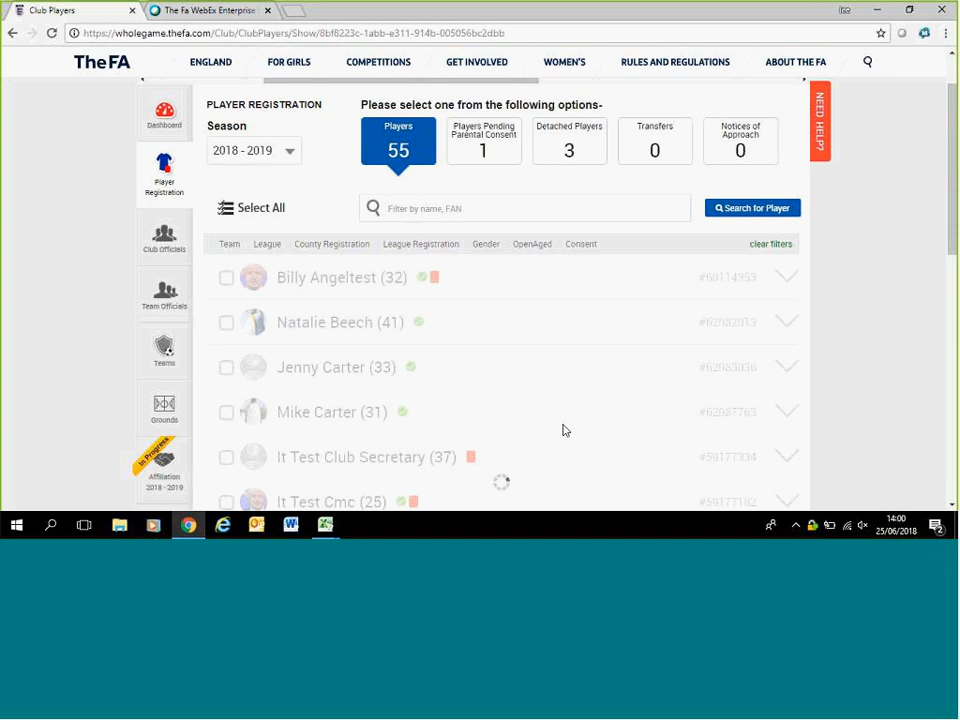 Club Players
The Fa WebEx Enterprise
https://wholegame.thefa.com/Club/ClubPlayers/Show/8bf8223c-1abb-e311-914b-005056bc2dbb
TheFA
ENGLAND
FOR GIRLS
COMPETITIONS
GET INVOLVED
WOMEN'S
RULES AND REGULATIONS
ABOUT THE FA
NEED HELP?
Dashboard
Player
Registration
Club Officials
Team Officials
Teams
Grounds
In Progress
Affiliation
2018 - 2019
PLAYER REGISTRATION
Season
2018 - 2019
Please select one from the following options-
Players
55
Players Pending
Parental Consent
1
Detached Players
3
Transfers
0
Notices of
Approach
0
Select All
Filter by name, FAN
Search for Player
Team League County Registration League Registration Gender OpenAged Consent clear filters
Billy Angeltest (32) #60114353
Natalie Beech (41) #62082013
Jenny Carter (33) #62083036
Mike Carter (31) #62087763
It Test Club Secretary (37) #59177334
It Test Cmc (25) #59177182
14:00
25/06/2018
2